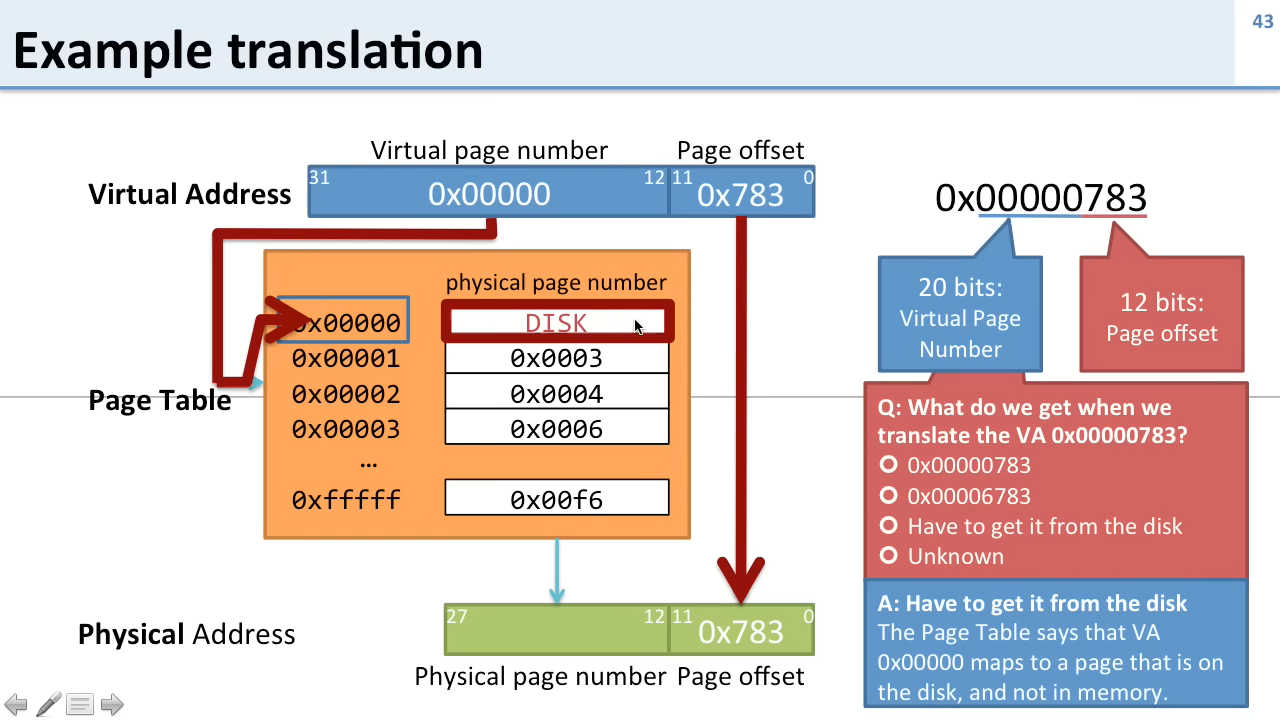 43
Example translation
Virtual page number
Page offset
Virtual Address
31
0x00000
12
11
0x783
0
0x00000783
20 bits:
Virtual Page
Number
12 bits:
Page offset
physical page number
0x00000
DISK
0x00001
0x0003
0x00002
0x0004
Page Table
0x00003
0x0006
…
0xfffff
0x00f6
Q: What do we get when we
translate the VA 0x00000783?
0x00000783
0x00006783
Have to get it from the disk
Unknown
A: Have to get it from the disk
The Page Table says that VA
0x00000 maps to a page that is on
the disk, and not in memory.
Physical Address
27
12
11
0x783
0
Physical page number
Page offset